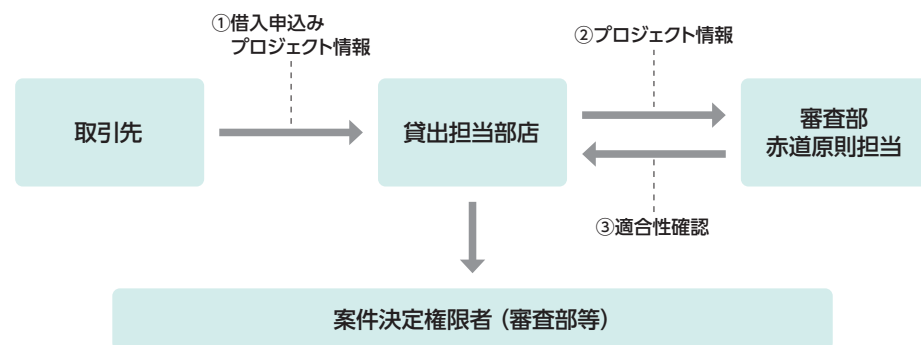 ①借入申込み
プロジェクト情報
②プロジェクト情報
取引先
貸出担当部店
審査部
赤道原則担当
③適合性確認
案件決定権限者（審査部等）